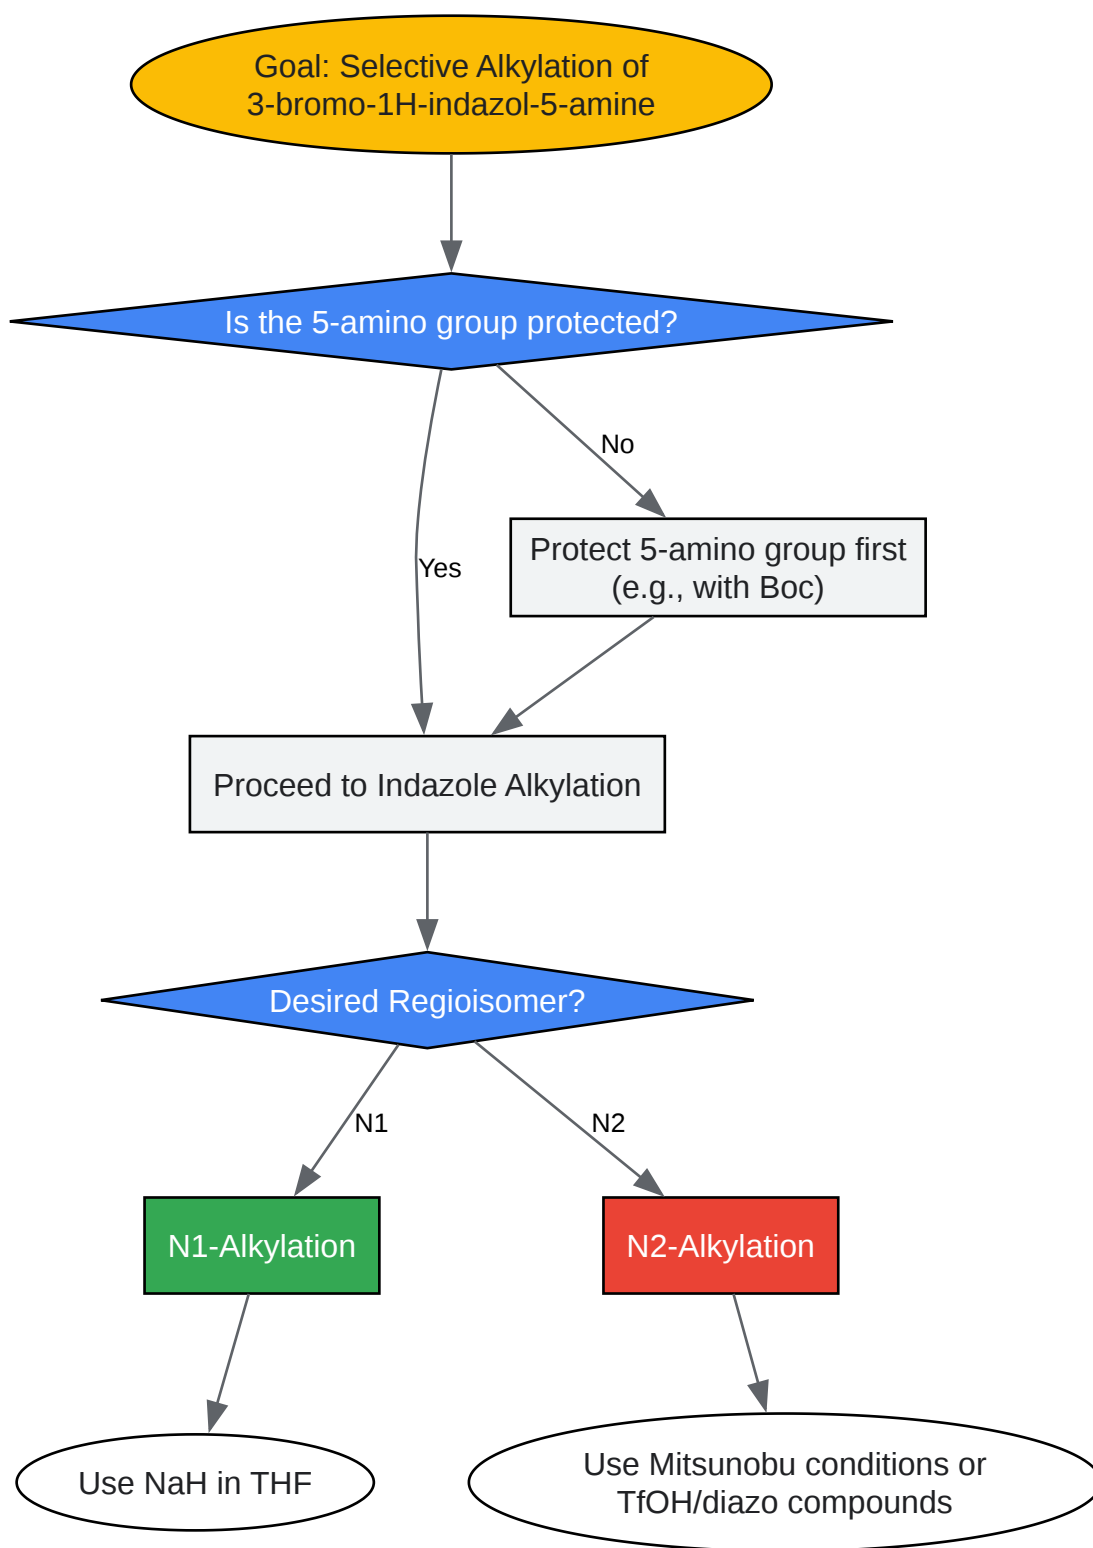 Goal: Selective Alkylation of
3-bromo-1H-indazol-5-amine
Is the 5-amino group protected?
No
Protect 5-amino group first
(e.g., with Boc)
Yes
Proceed to Indazole Alkylation
Desired Regioisomer?
N1
N2
N1-Alkylation
N2-Alkylation
Use NaH in THF
Use Mitsunobu conditions or
TfOH/diazo compounds